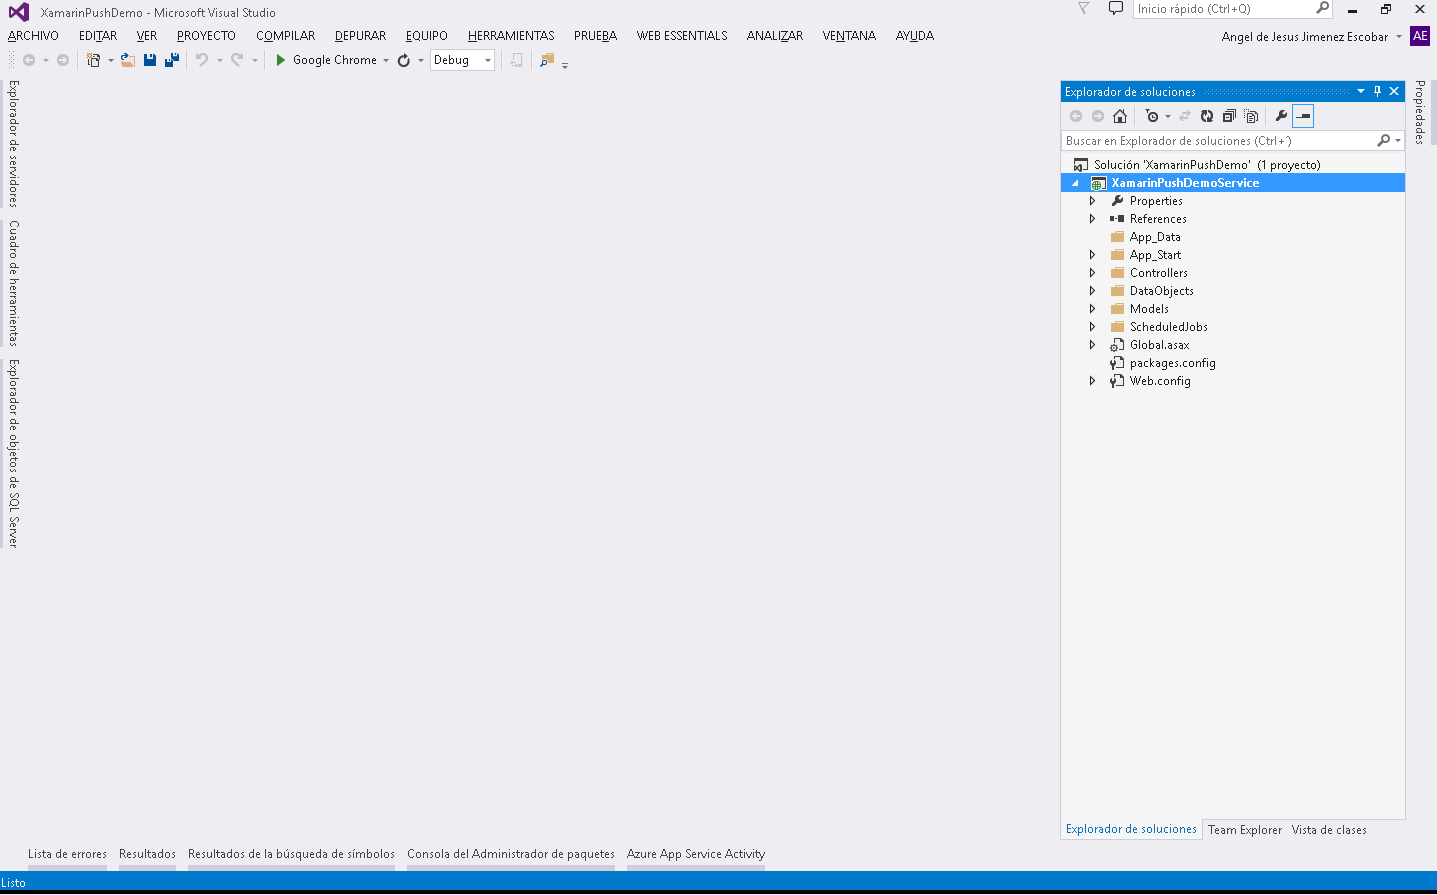 XamarinPushDemo - Microsoft Visual Studio
Inicio rápido (Ctrl+Q)
ARCHIVO EDITAR VER PROYECTO COMPILAR DEPURAR EQUIPO HERRAMIENTAS PRUEBA WEB ESSENTIALS ANALIZAR VENTANA AYUDA
Angel de Jesus Jimenez Escobar AE
Google Chrome Debug
Explorador de servidores
Cuadro de herramientas
Explorador de objetos de SQL Server
Explorador de soluciones
Buscar en Explorador de soluciones (Ctrl+´)
Solución 'XamarinPushDemo' (1 proyecto)
XamarinPushDemoService
Properties
References
App_Data
App_Start
Controllers
DataObjects
Models
ScheduledJobs
Global.asax
packages.config
Web.config
Propiedades
Explorador de soluciones Team Explorer Vista de clases
Lista de errores Resultados Resultados de la búsqueda de símbolos Consola del Administrador de paquetes Azure App Service Activity
Listo